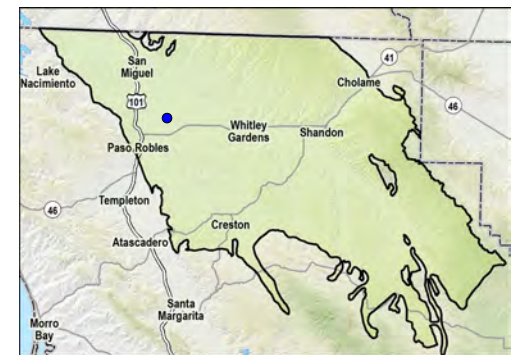 San
Miguel
Lake
Nacimiento
41
Cholame
101
46
Whitley
Gardens
Shandon
Paso Robles
Templeton
46
Creston
Atascadero
Santa
Margarita
Morro
Bay